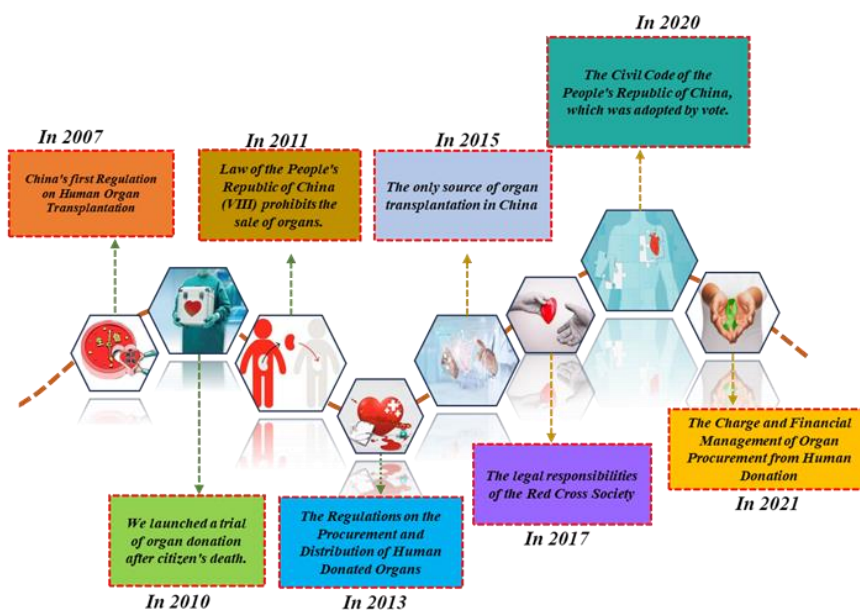 In 2007
China's first Regulation
on Human Organ
Transplantation
We launched a trial
of organ donation
after citizen's death.
In 2010
In 2011
Law of the People's
Republic of China
(VIII) prohibits the
sale of organs.
The Regulations on the
Procurement and
Distribution of Human
Donated Organs
In 2013
In 2015
The only source of organ
transplantation in China
The legal responsibilities
of the Red Cross Society
In 2017
In 2020
The Civil Code of the
People's Republic of China,
which was adopted by vote.
The Charge and Financial
Management of Organ
Procurement from Human
Donation
In 2021